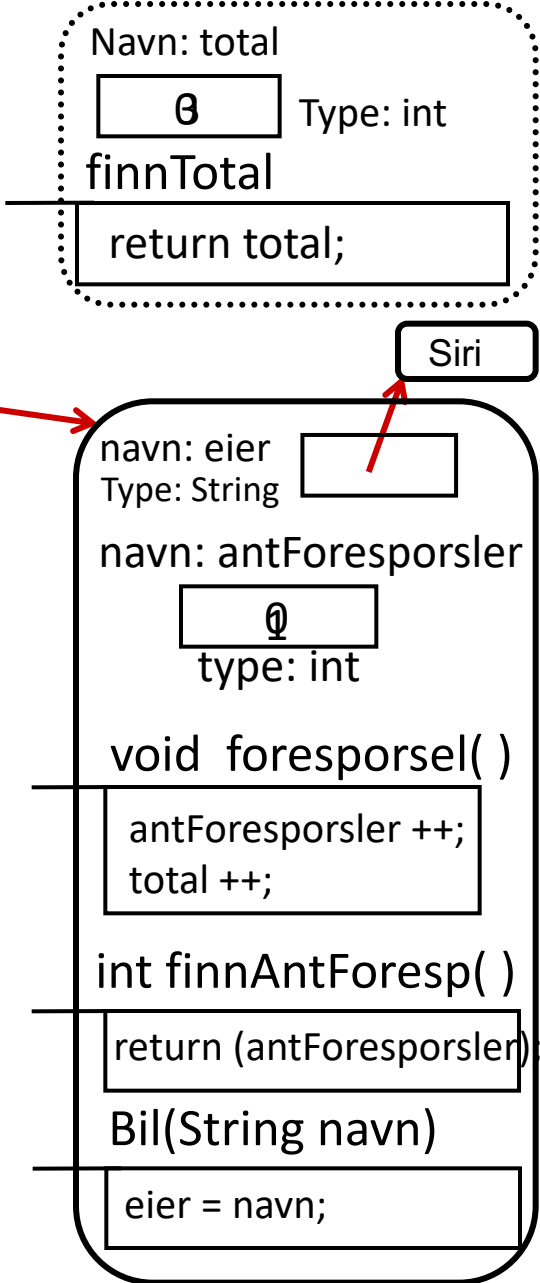 Navn: total
Type: int
finnTotal
return total;
Siri
navn: eier
Type: String
navn: antForesporsler
type: int
void foresporsel( )
antForesporsler ++;
total ++;
int finnAntForesp( )
return (antForesporsler);
Bil(String navn)
eier = navn;